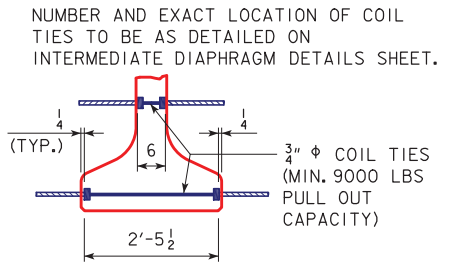 NUMBER AND EXACT LOCATION OF COIL
TIES TO BE AS DETAILED ON
INTERMEDIATE DIAPHRAGM DETAILS SHEET.
1/4
(TYP.)
6
1/4
3/4" ϕ COIL TIES
(MIN. 9000 LBS
PULL OUT
CAPACITY)
2'-5 1/2